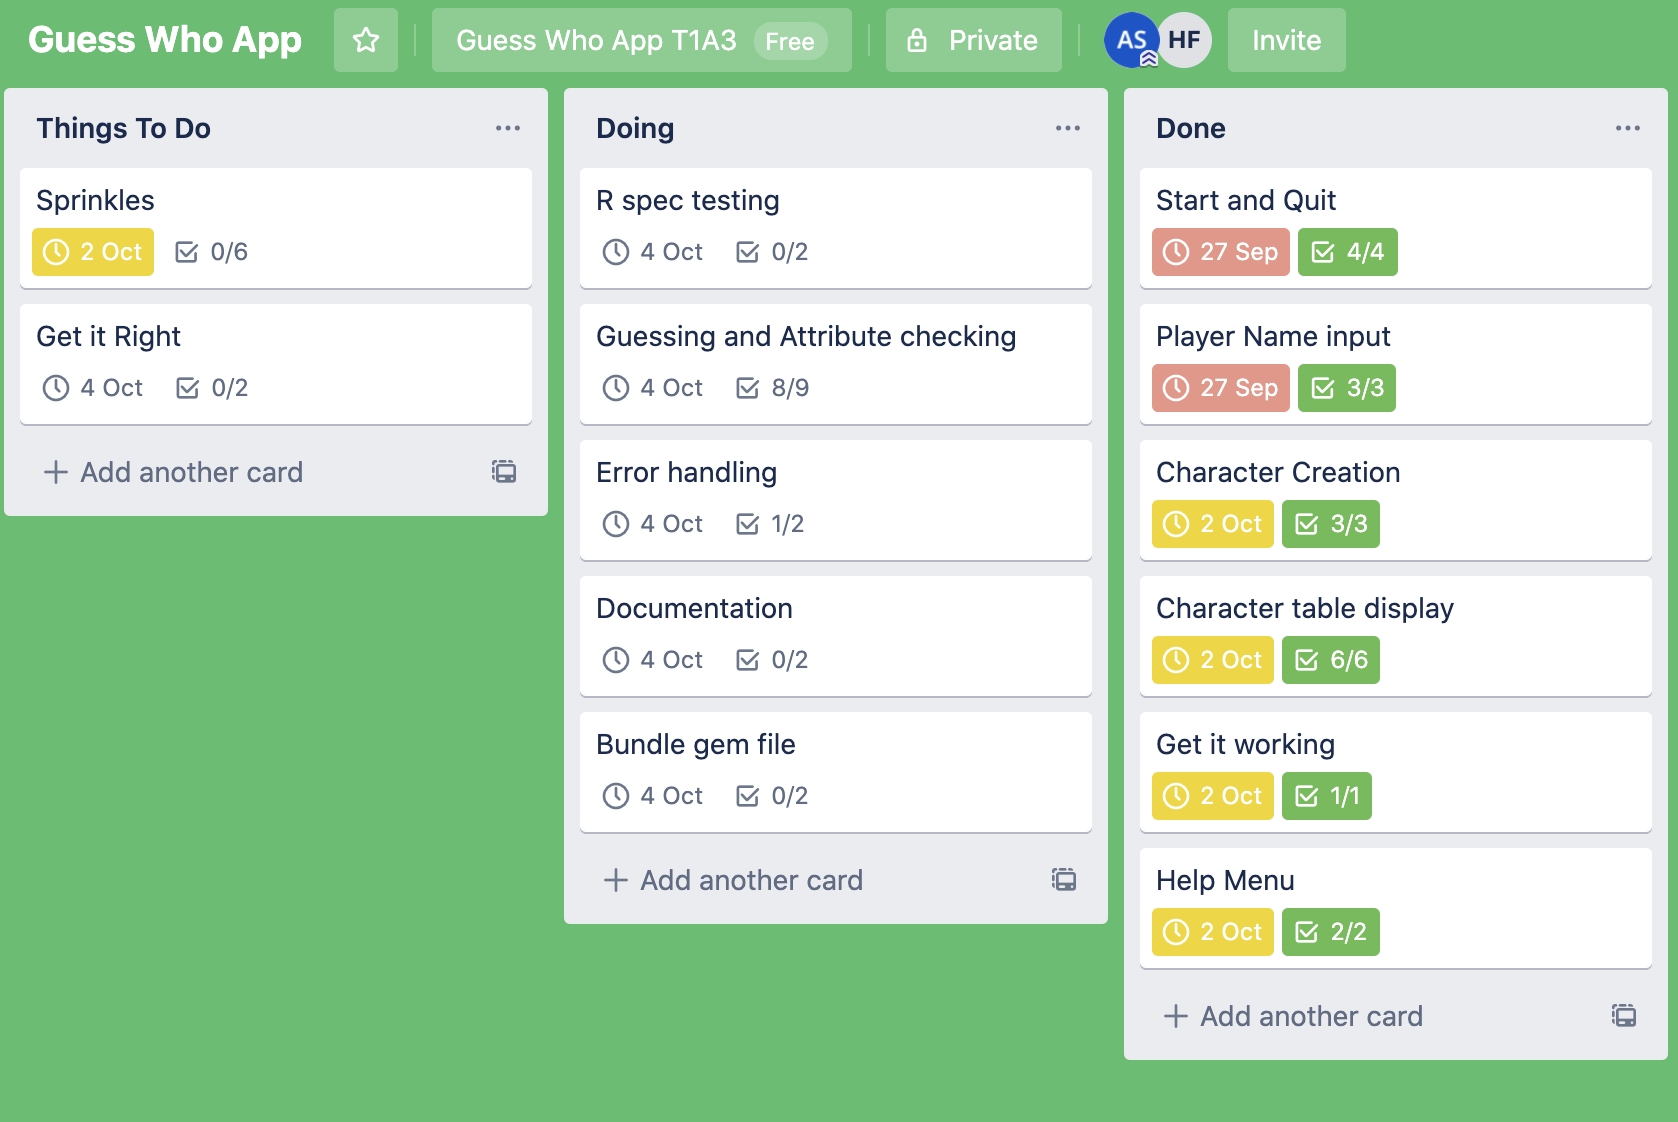 Guess Who App
Guess Who App T1A3 Free
Private
AS
HF
Invite
Things To Do
Sprinkles
2 Oct 0/6
Get it Right
4 Oct 0/2
Add another card
Doing
R spec testing
4 Oct 0/2
Guessing and Attribute checking
4 Oct 8/9
Error handling
4 Oct 1/2
Documentation
4 Oct 0/2
Bundle gem file
4 Oct 0/2
Add another card
Done
Start and Quit
27 Sep 4/4
Player Name input
27 Sep 3/3
Character Creation
2 Oct 3/3
Character table display
2 Oct 6/6
Get it working
2 Oct 1/1
Help Menu
2 Oct 2/2
Add another card